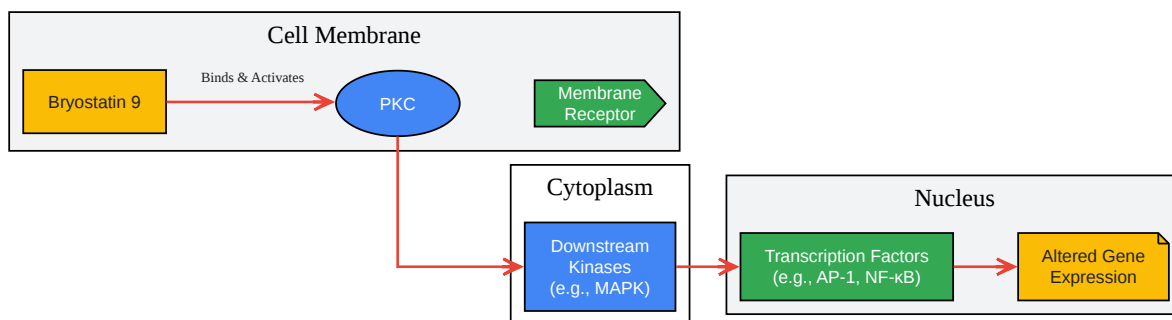 Cell Membrane
Bryostatin 9
Binds & Activates
PKC
Membrane
Receptor
Cytoplasm
Downstream
Kinases
(e.g., MAPK)
Nucleus
Transcription Factors
(e.g., AP-1, NF-κB)
Altered Gene
Expression